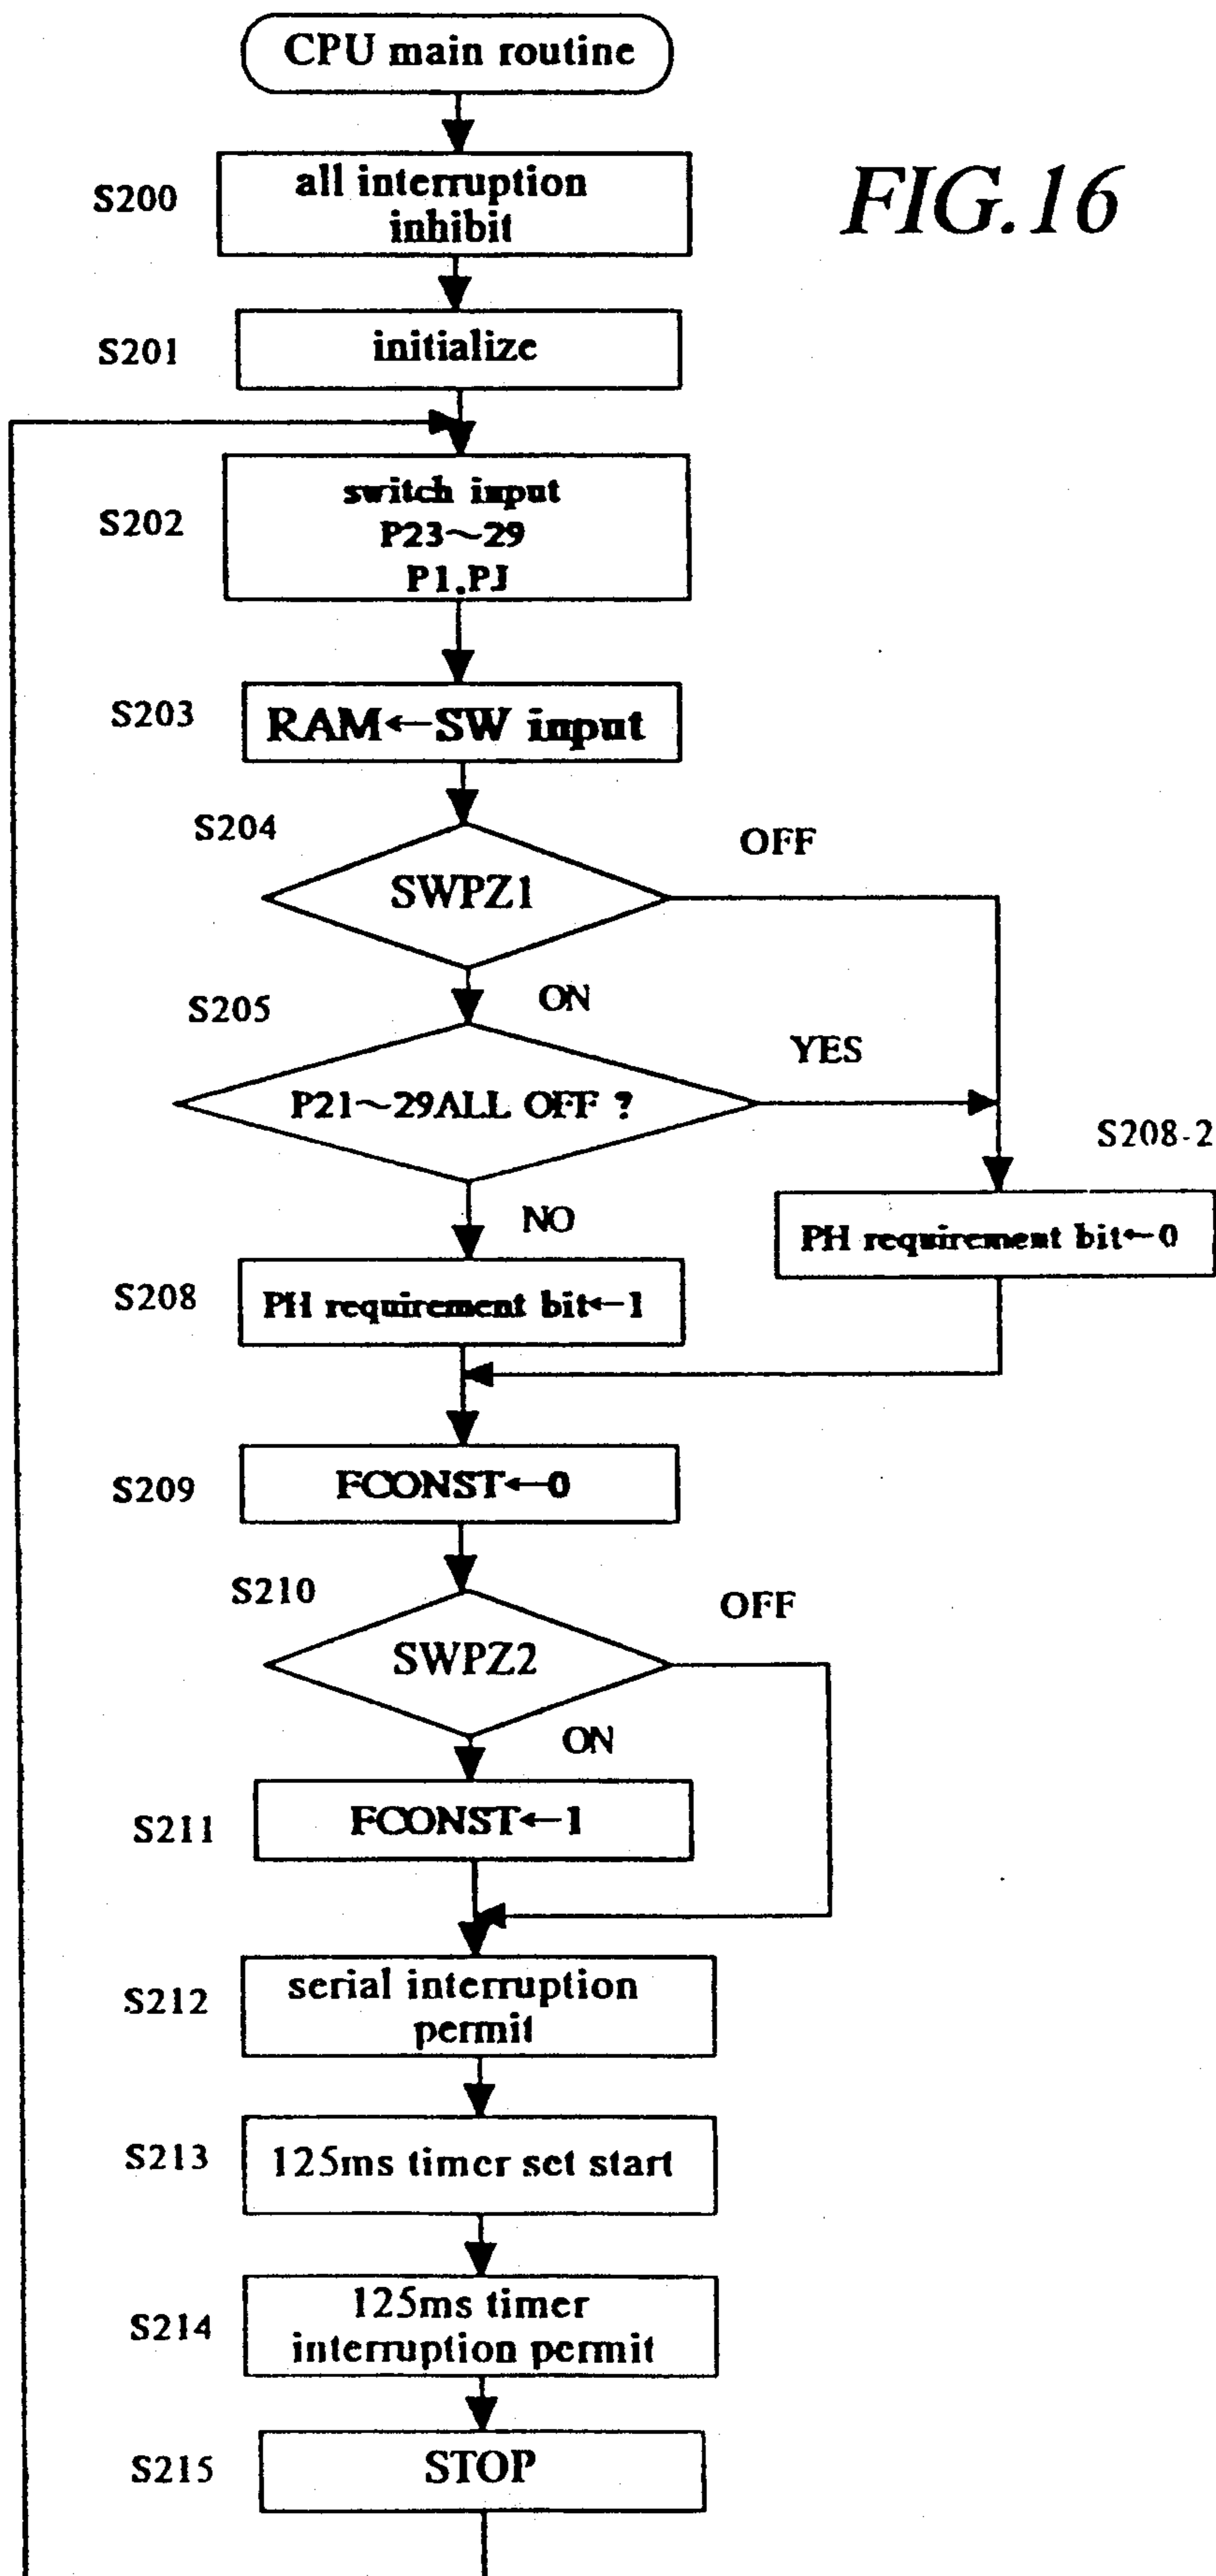 CPU main routine
FIG.16
S200
all interruption
inhibit
S201
initialize
S202
switch input
P23~29
P1.PJ
S203
RAM←SW input
S204
SWPZ1
OFF
ON
S205
P21~29ALL OFF ?
YES
NO
S208-2
PH requirement bit←0
S208
PH requirement bit←1
S209
FCONST←0
S210
SWPZ2
OFF
ON
S211
FCONST←1
S212
serial interruption
permit
S213
125ms timer set start
S214
125ms timer
interruption permit
S215
STOP